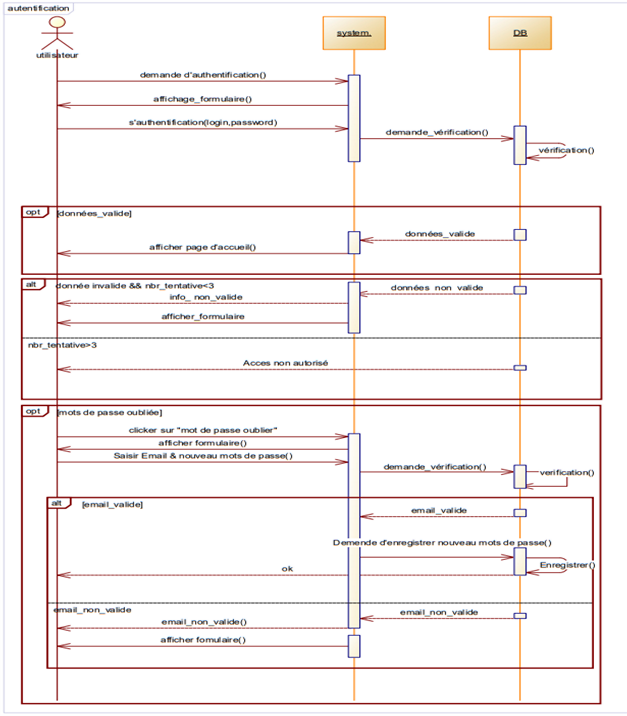 autentification
utilisateur
system.
DB
demande d'authentification()
affichage_formulaire()
s'authentification(login,password)
demande_vérification()
vérification()
opt [données_valide]
données_valide
afficher page d'accueil()
alt donnée invalide && nbr_tentative<3
données non valide
info_ non_valide
afficher_formulaire
nbr_tentative>3
Acces non autorisé
opt [mots de passe oubliée]
clicker sur "mot de passe oublier"
afficher formulaire()
Saisir Email & nouveau mots de passe()
demande_vérification()
verification()
alt [email_valide]
email_valide
Demende d'enregistrer nouveau mots de passe()
Enregistrer()
ok
email_non_valide
email_non_valide
email_non_valide()
afficher fomulaire()